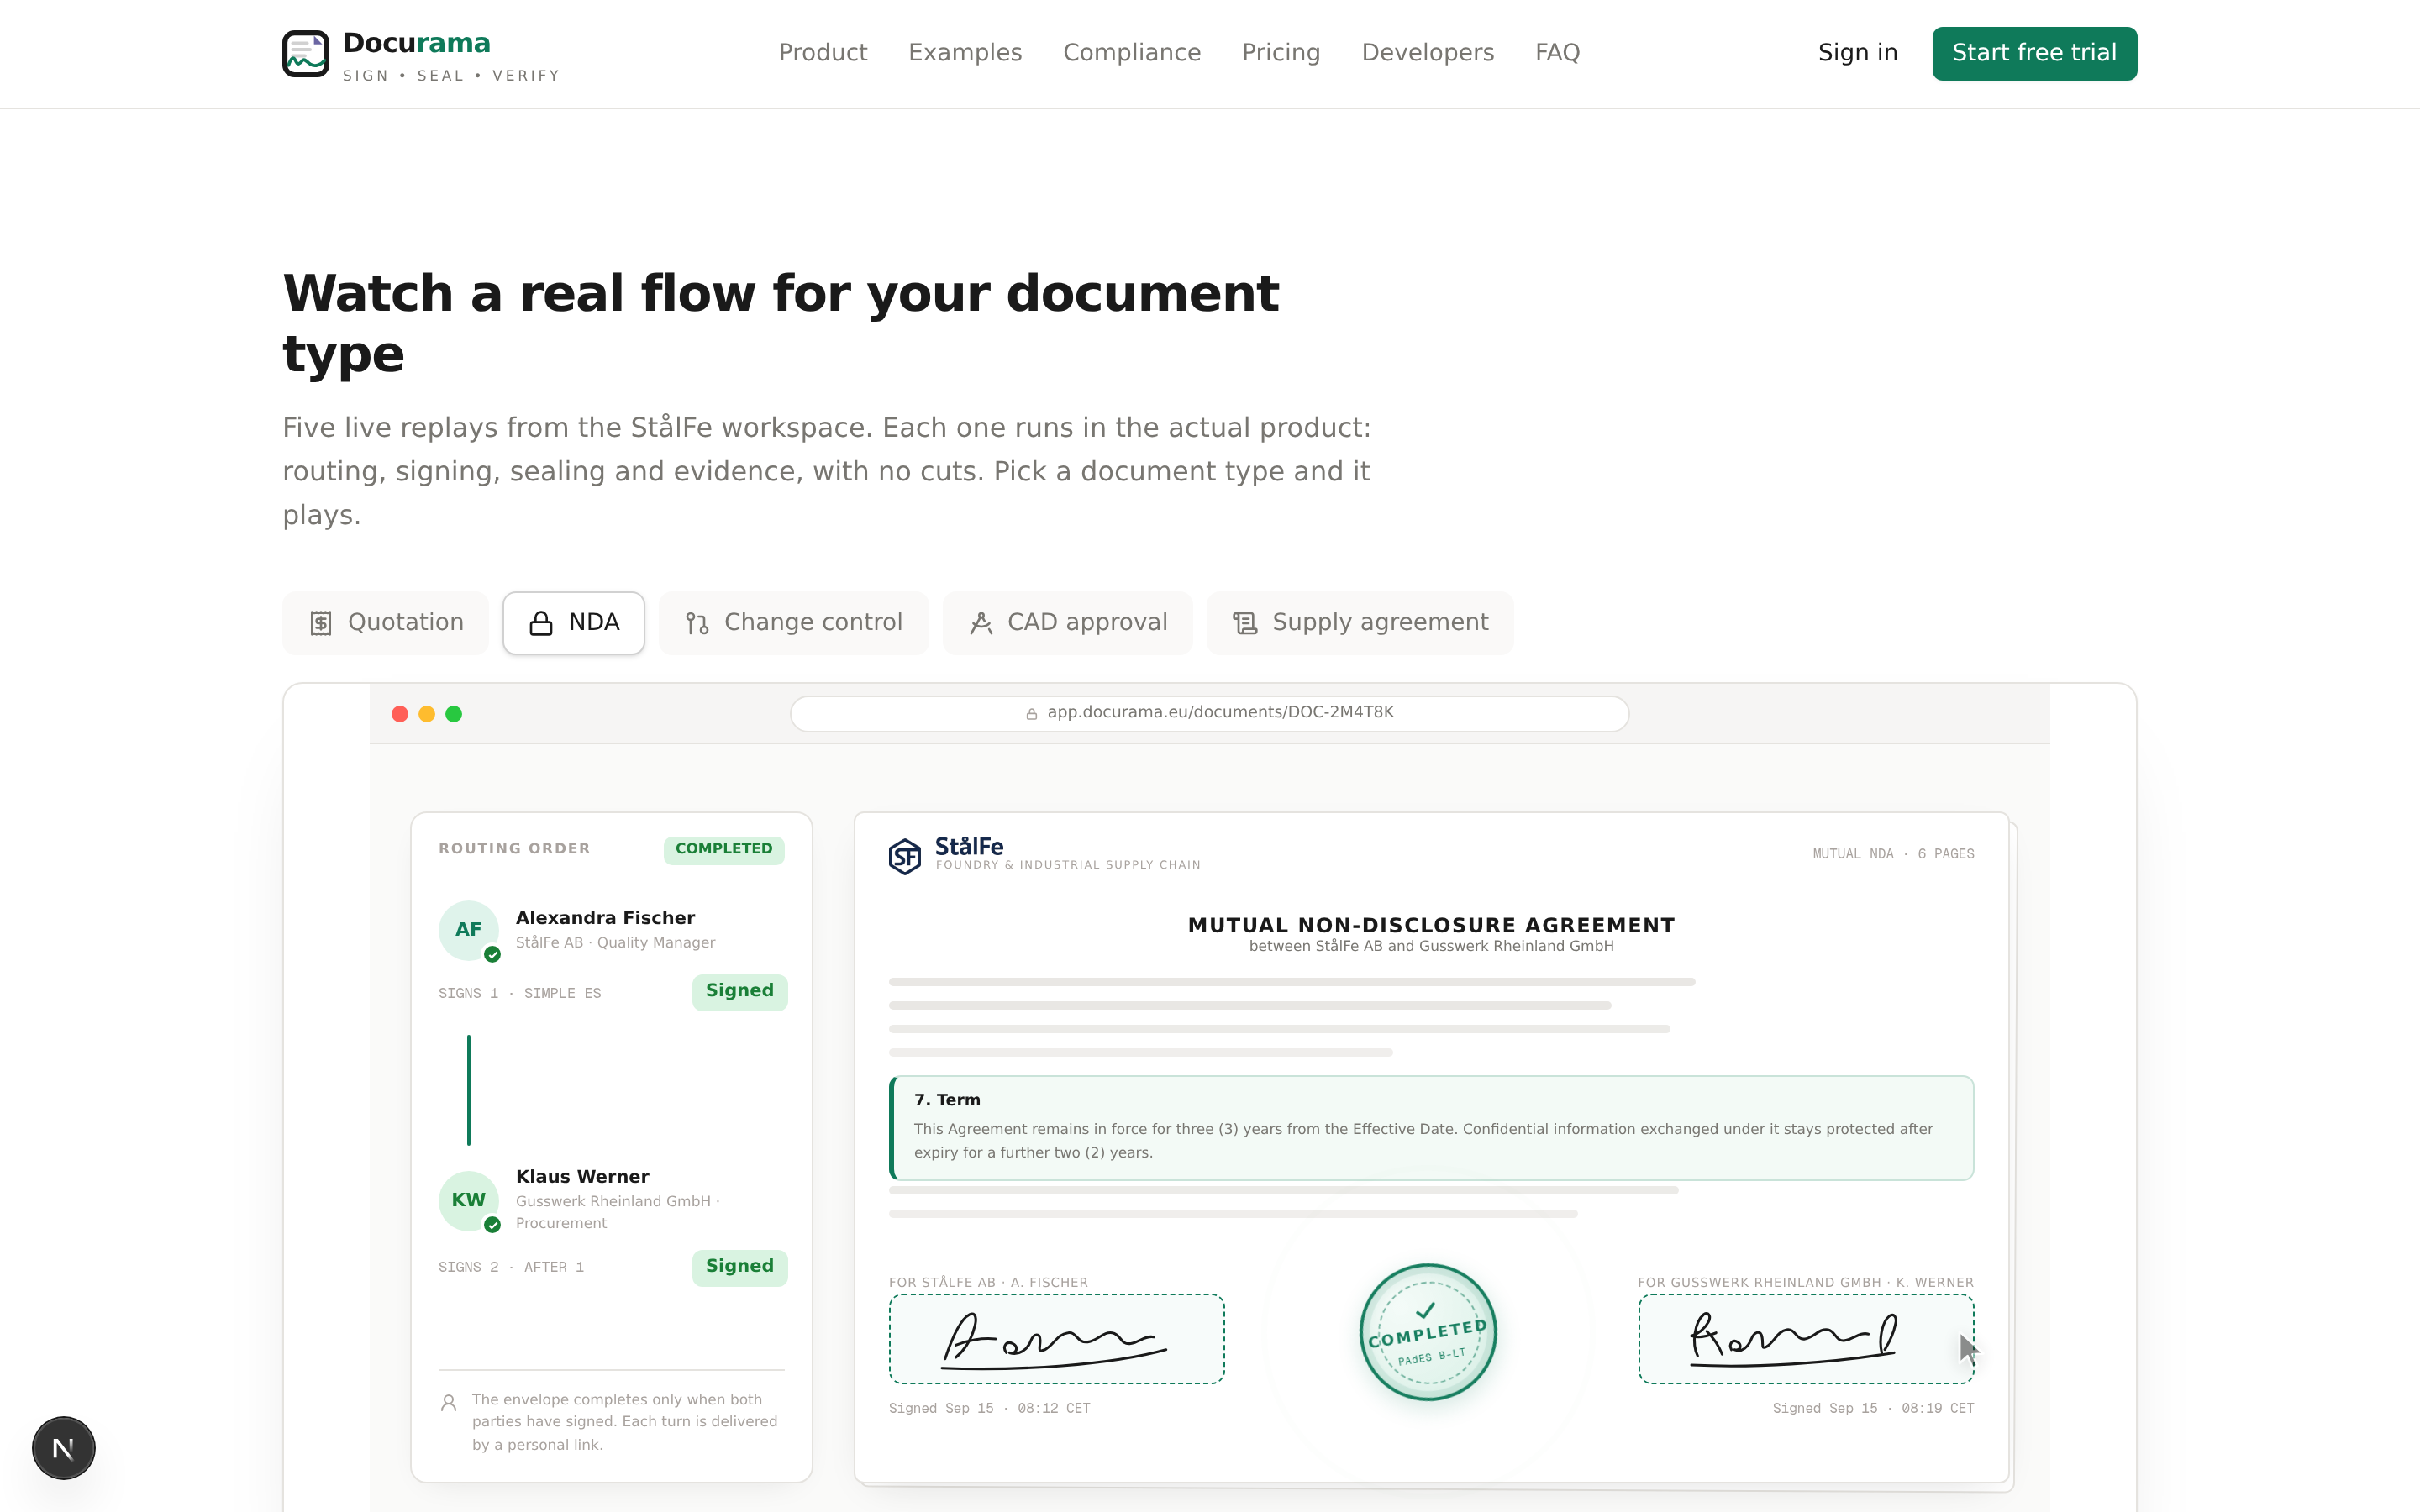 Docurama
SIGN • SEAL • VERIFY
Product
Examples
Compliance
Pricing
Developers
FAQ
Sign in
Start free trial
Watch a real flow for your document
type
Five live replays from the StålFe workspace. Each one runs in the actual product:
routing, signing, sealing and evidence, with no cuts. Pick a document type and it
plays.
Quotation
NDA
Change control
CAD approval
Supply agreement
app.docurama.eu/documents/DOC-2M4T8K
ROUTING ORDER
COMPLETED
AF
Alexandra Fischer
StålFe AB · Quality Manager
SIGNS 1 · SIMPLE ES
Signed
KW
Klaus Werner
Gusswerk Rheinland GmbH ·
Procurement
SIGNS 2 · AFTER 1
Signed
The envelope completes only when both
parties have signed. Each turn is delivered
by a personal link.
SF
StålFe
FOUNDRY & INDUSTRIAL SUPPLY CHAIN
MUTUAL NDA · 6 PAGES
MUTUAL NON-DISCLOSURE AGREEMENT
between StålFe AB and Gusswerk Rheinland GmbH
7. Term
This Agreement remains in force for three (3) years from the Effective Date. Confidential information exchanged under it stays protected after
expiry for a further two (2) years.
FOR STÅLFE AB · A. FISCHER
Signed Sep 15 · 08:12 CET
COMPLETED
PAdES B-LT
FOR GUSSWERK RHEINLAND GMBH · K. WERNER
Signed Sep 15 · 08:19 CET
N